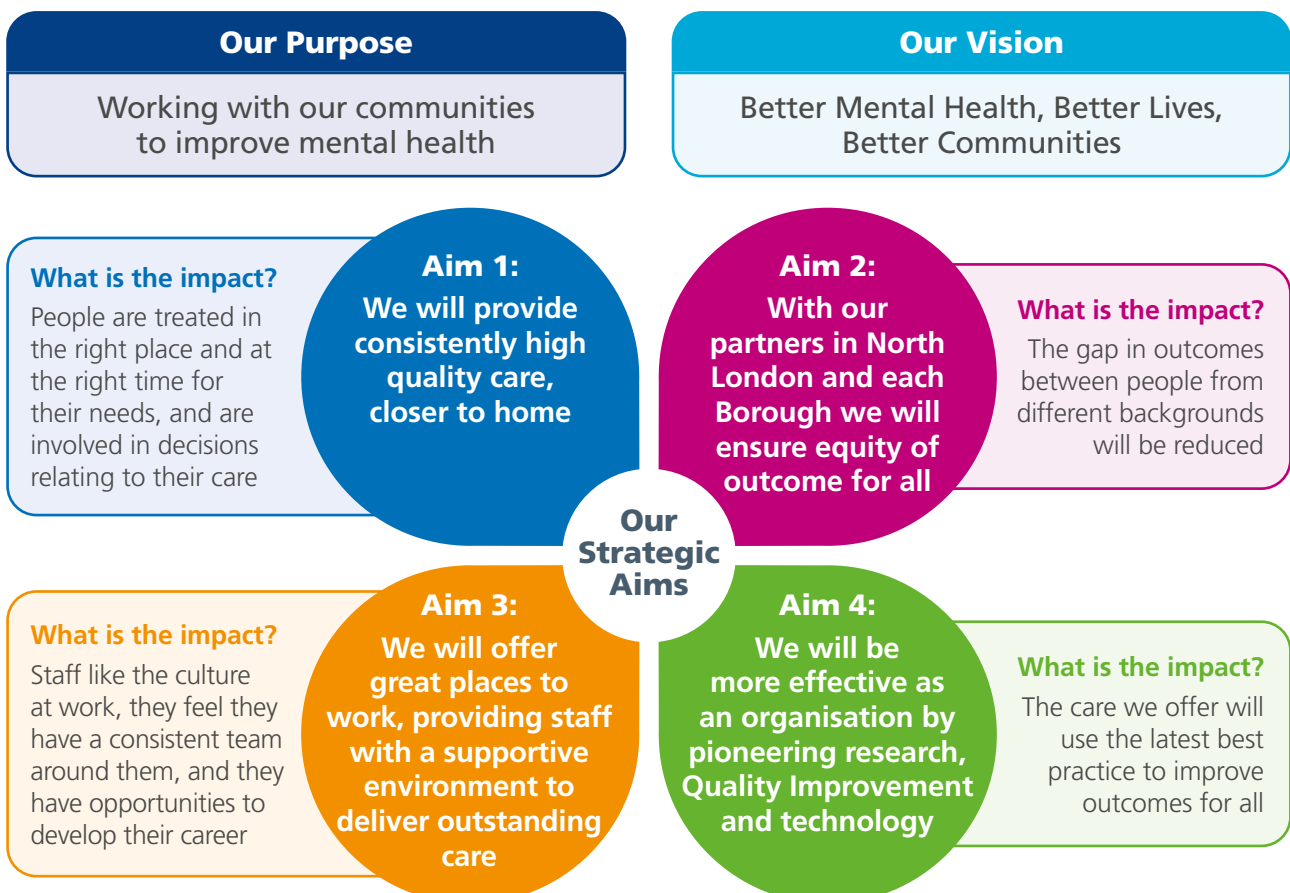 Our Purpose
Working with our communities
to improve mental health
Our Vision
Better Mental Health, Better Lives,
Better Communities
What is the impact?
People are treated in
the right place and at
the right time for
their needs, and are
involved in decisions
relating to their care
Aim 1:
We will provide
consistently high
quality care,
closer to home
Aim 2:
With our
partners in North
London and each
Borough we will
ensure equity of
outcome for all
What is the impact?
The gap in outcomes
between people from
different backgrounds
will be reduced
Our
Strategic
Aims
What is the impact?
Staff like the culture
at work, they feel they
have a consistent team
around them, and they
have opportunities to
develop their career
Aim 3:
We will offer
great places to
work, providing staff
with a supportive
environment to
deliver outstanding
care
Aim 4:
We will be
more effective as
an organisation by
pioneering research,
Quality Improvement
and technology
What is the impact?
The care we offer will
use the latest best
practice to improve
outcomes for all